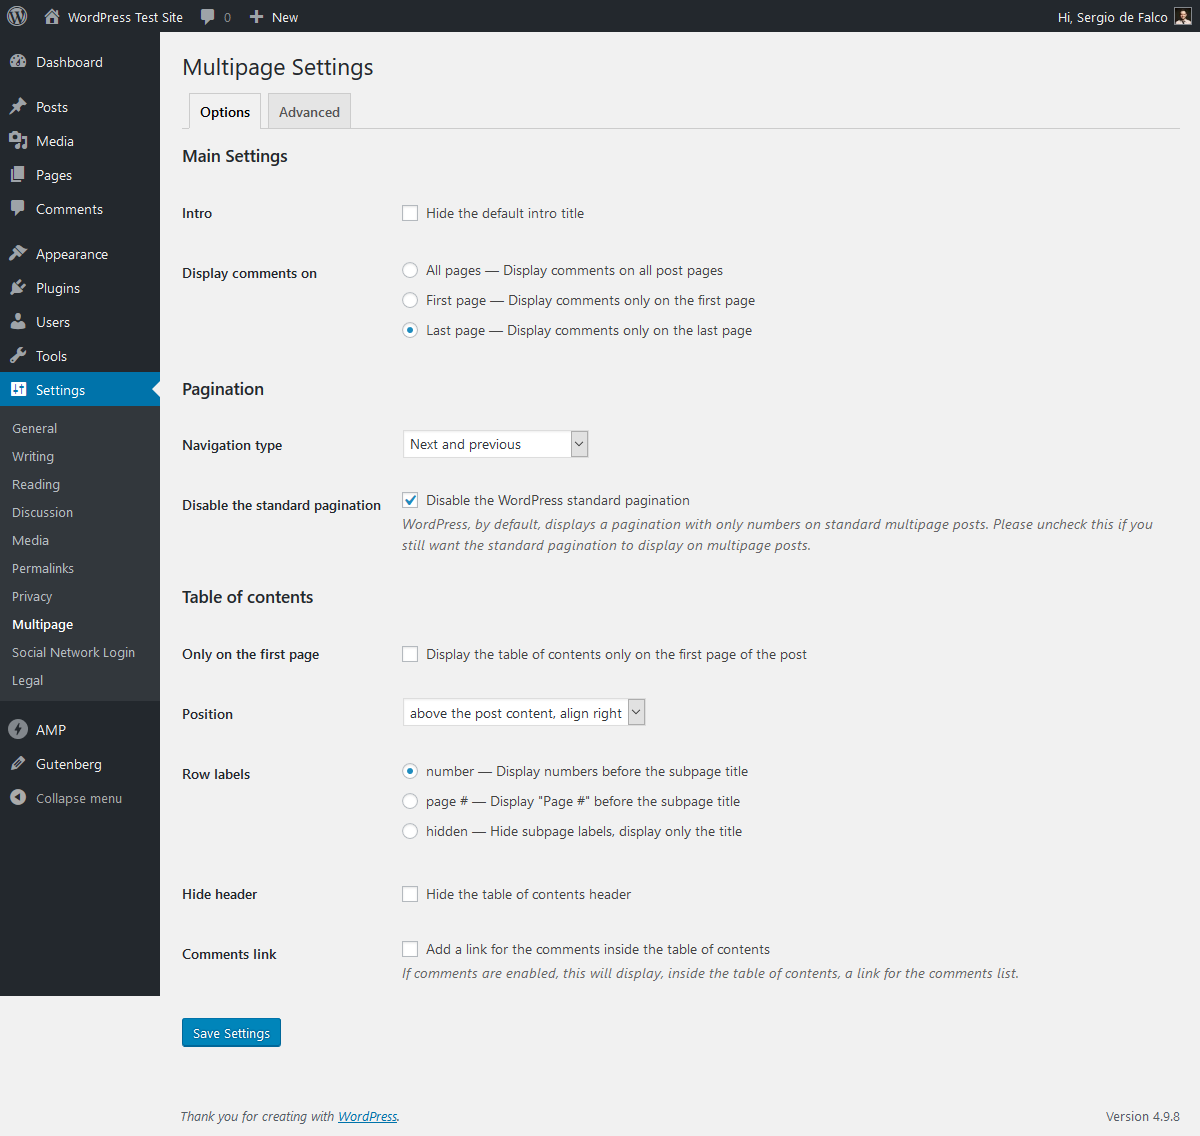 WordPress Test Site 0 New Hi, Sergio de Falco
Dashboard
Posts
Media
Pages
Comments
Appearance
Plugins
Users
Tools
Settings
General
Writing
Reading
Discussion
Media
Permalinks
Privacy
Multipage
Social Network Login
Legal
AMP
Gutenberg
Collapse menu
Multipage Settings
Options Advanced
Main Settings
Intro Hide the default intro title
Display comments on All pages — Display comments on all post pages
First page — Display comments only on the first page
Last page — Display comments only on the last page
Pagination
Navigation type Next and previous
Disable the standard pagination Disable the WordPress standard pagination
WordPress, by default, displays a pagination with only numbers on standard multipage posts. Please uncheck this if you
still want the standard pagination to display on multipage posts.
Table of contents
Only on the first page Display the table of contents only on the first page of the post
Position above the post content, align right
Row labels number — Display numbers before the subpage title
page # — Display "Page #" before the subpage title
hidden — Hide subpage labels, display only the title
Hide header Hide the table of contents header
Comments link Add a link for the comments inside the table of contents
If comments are enabled, this will display, inside the table of contents, a link for the comments list.
Save Settings
Thank you for creating with WordPress. Version 4.9.8